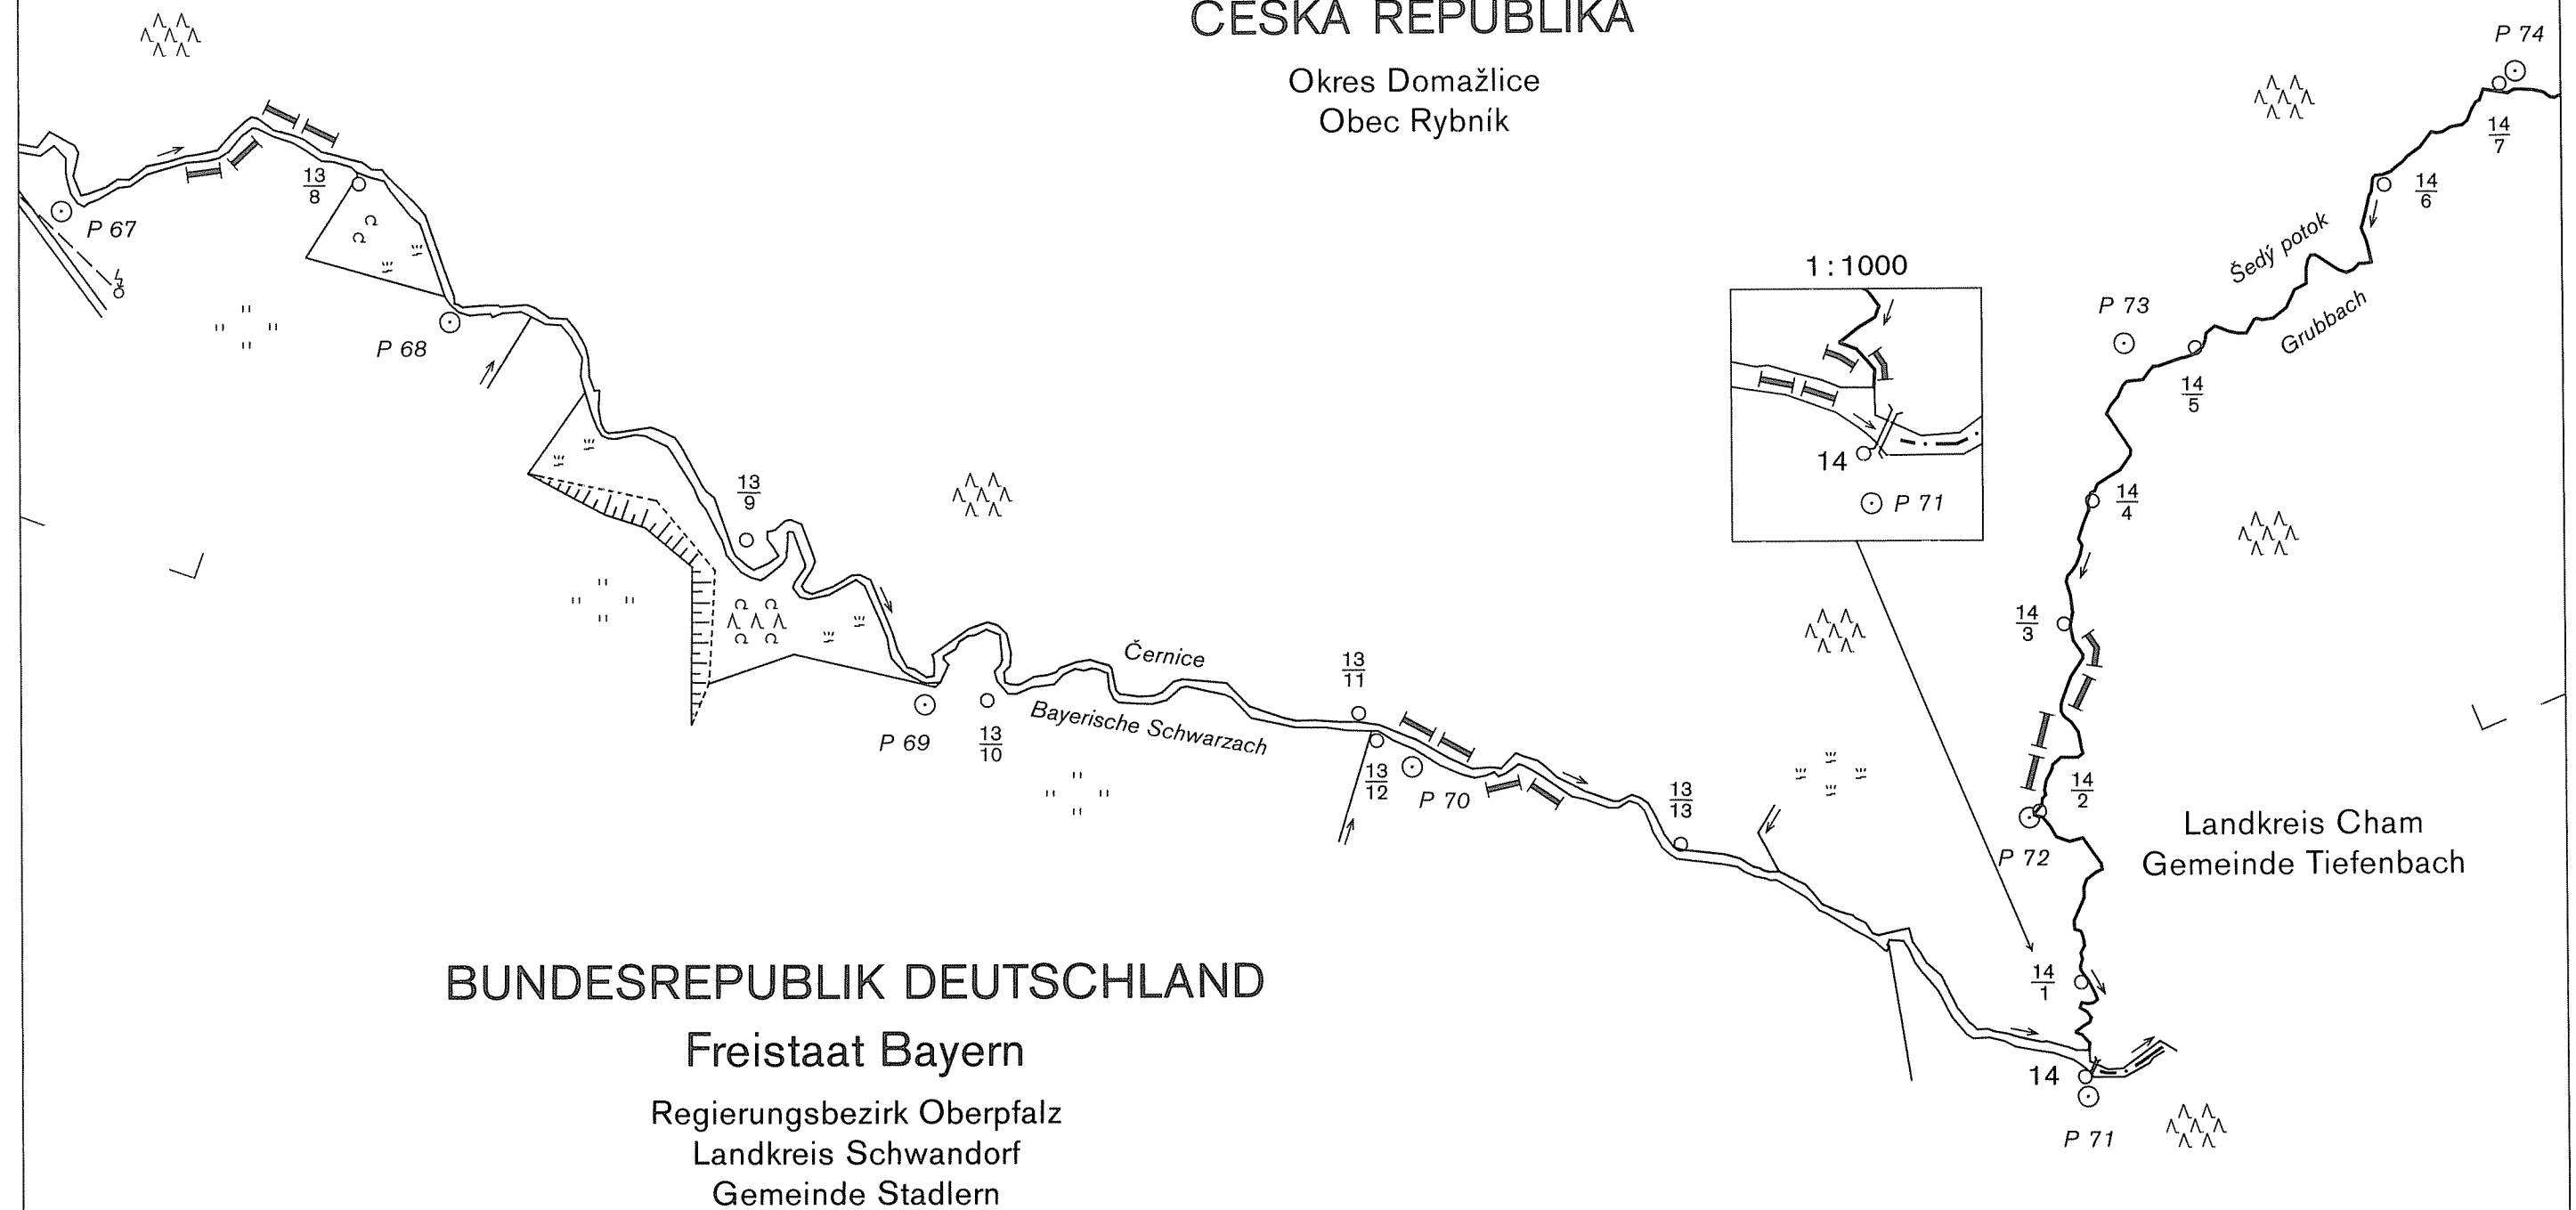 ČESKÁ REPUBLIKA
Okres Domažlice
Obec Rybník
P 74
14
7
14
6
13
8
P 67
Šedý potok
Grubbach
1 : 1000
P 73
P 68
14
5
14
P 71
13
9
14
4
14
3
Černice
Bayerische Schwarzach
13
11
P 69
13
10
13
12
P 70
13
13
14
2
P 72
Landkreis Cham
Gemeinde Tiefenbach
BUNDESREPUBLIK DEUTSCHLAND
Freistaat Bayern
Regierungsbezirk Oberpfalz
Landkreis Schwandorf
Gemeinde Stadlern
14
1
14
P 71